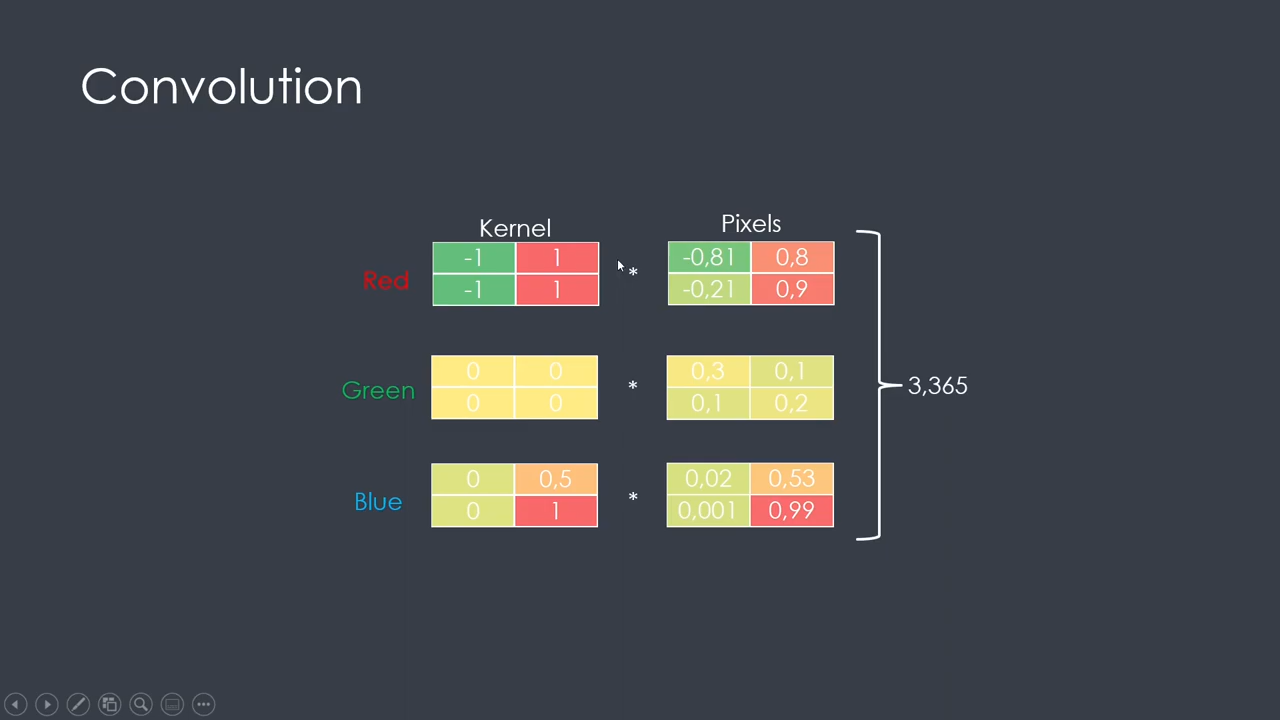 Convolution
Kernel Pixels
Red -1 1 * -0,81 0,8
-1 1 -0,21 0,9
Green 0 0 * 0,3 0,1
0 0 0,1 0,2
3,365
Blue 0 0,5 * 0,02 0,53
0 1 0,001 0,99